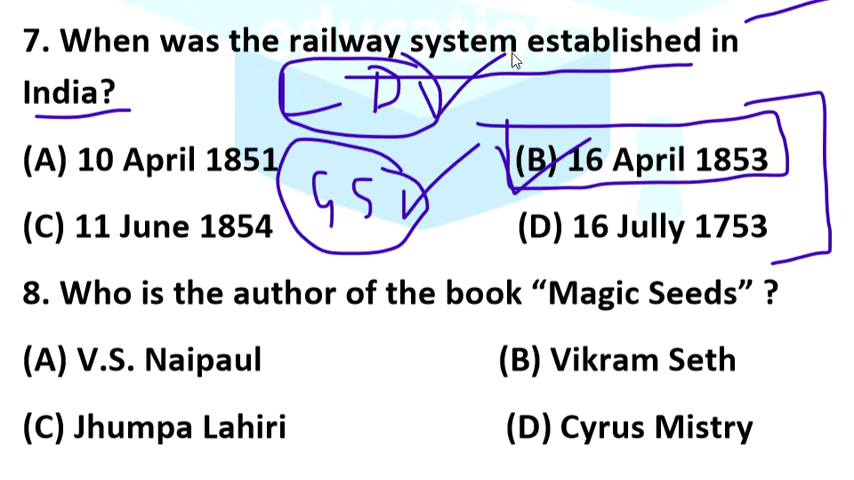 7. When was the railway system established in
India?
D
(A) 10 April 1851
(B) 16 April 1853
G S
(C) 11 June 1854
(D) 16 Jully 1753
8. Who is the author of the book “Magic Seeds” ?
(A) V.S. Naipaul
(B) Vikram Seth
(C) Jhumpa Lahiri
(D) Cyrus Mistry